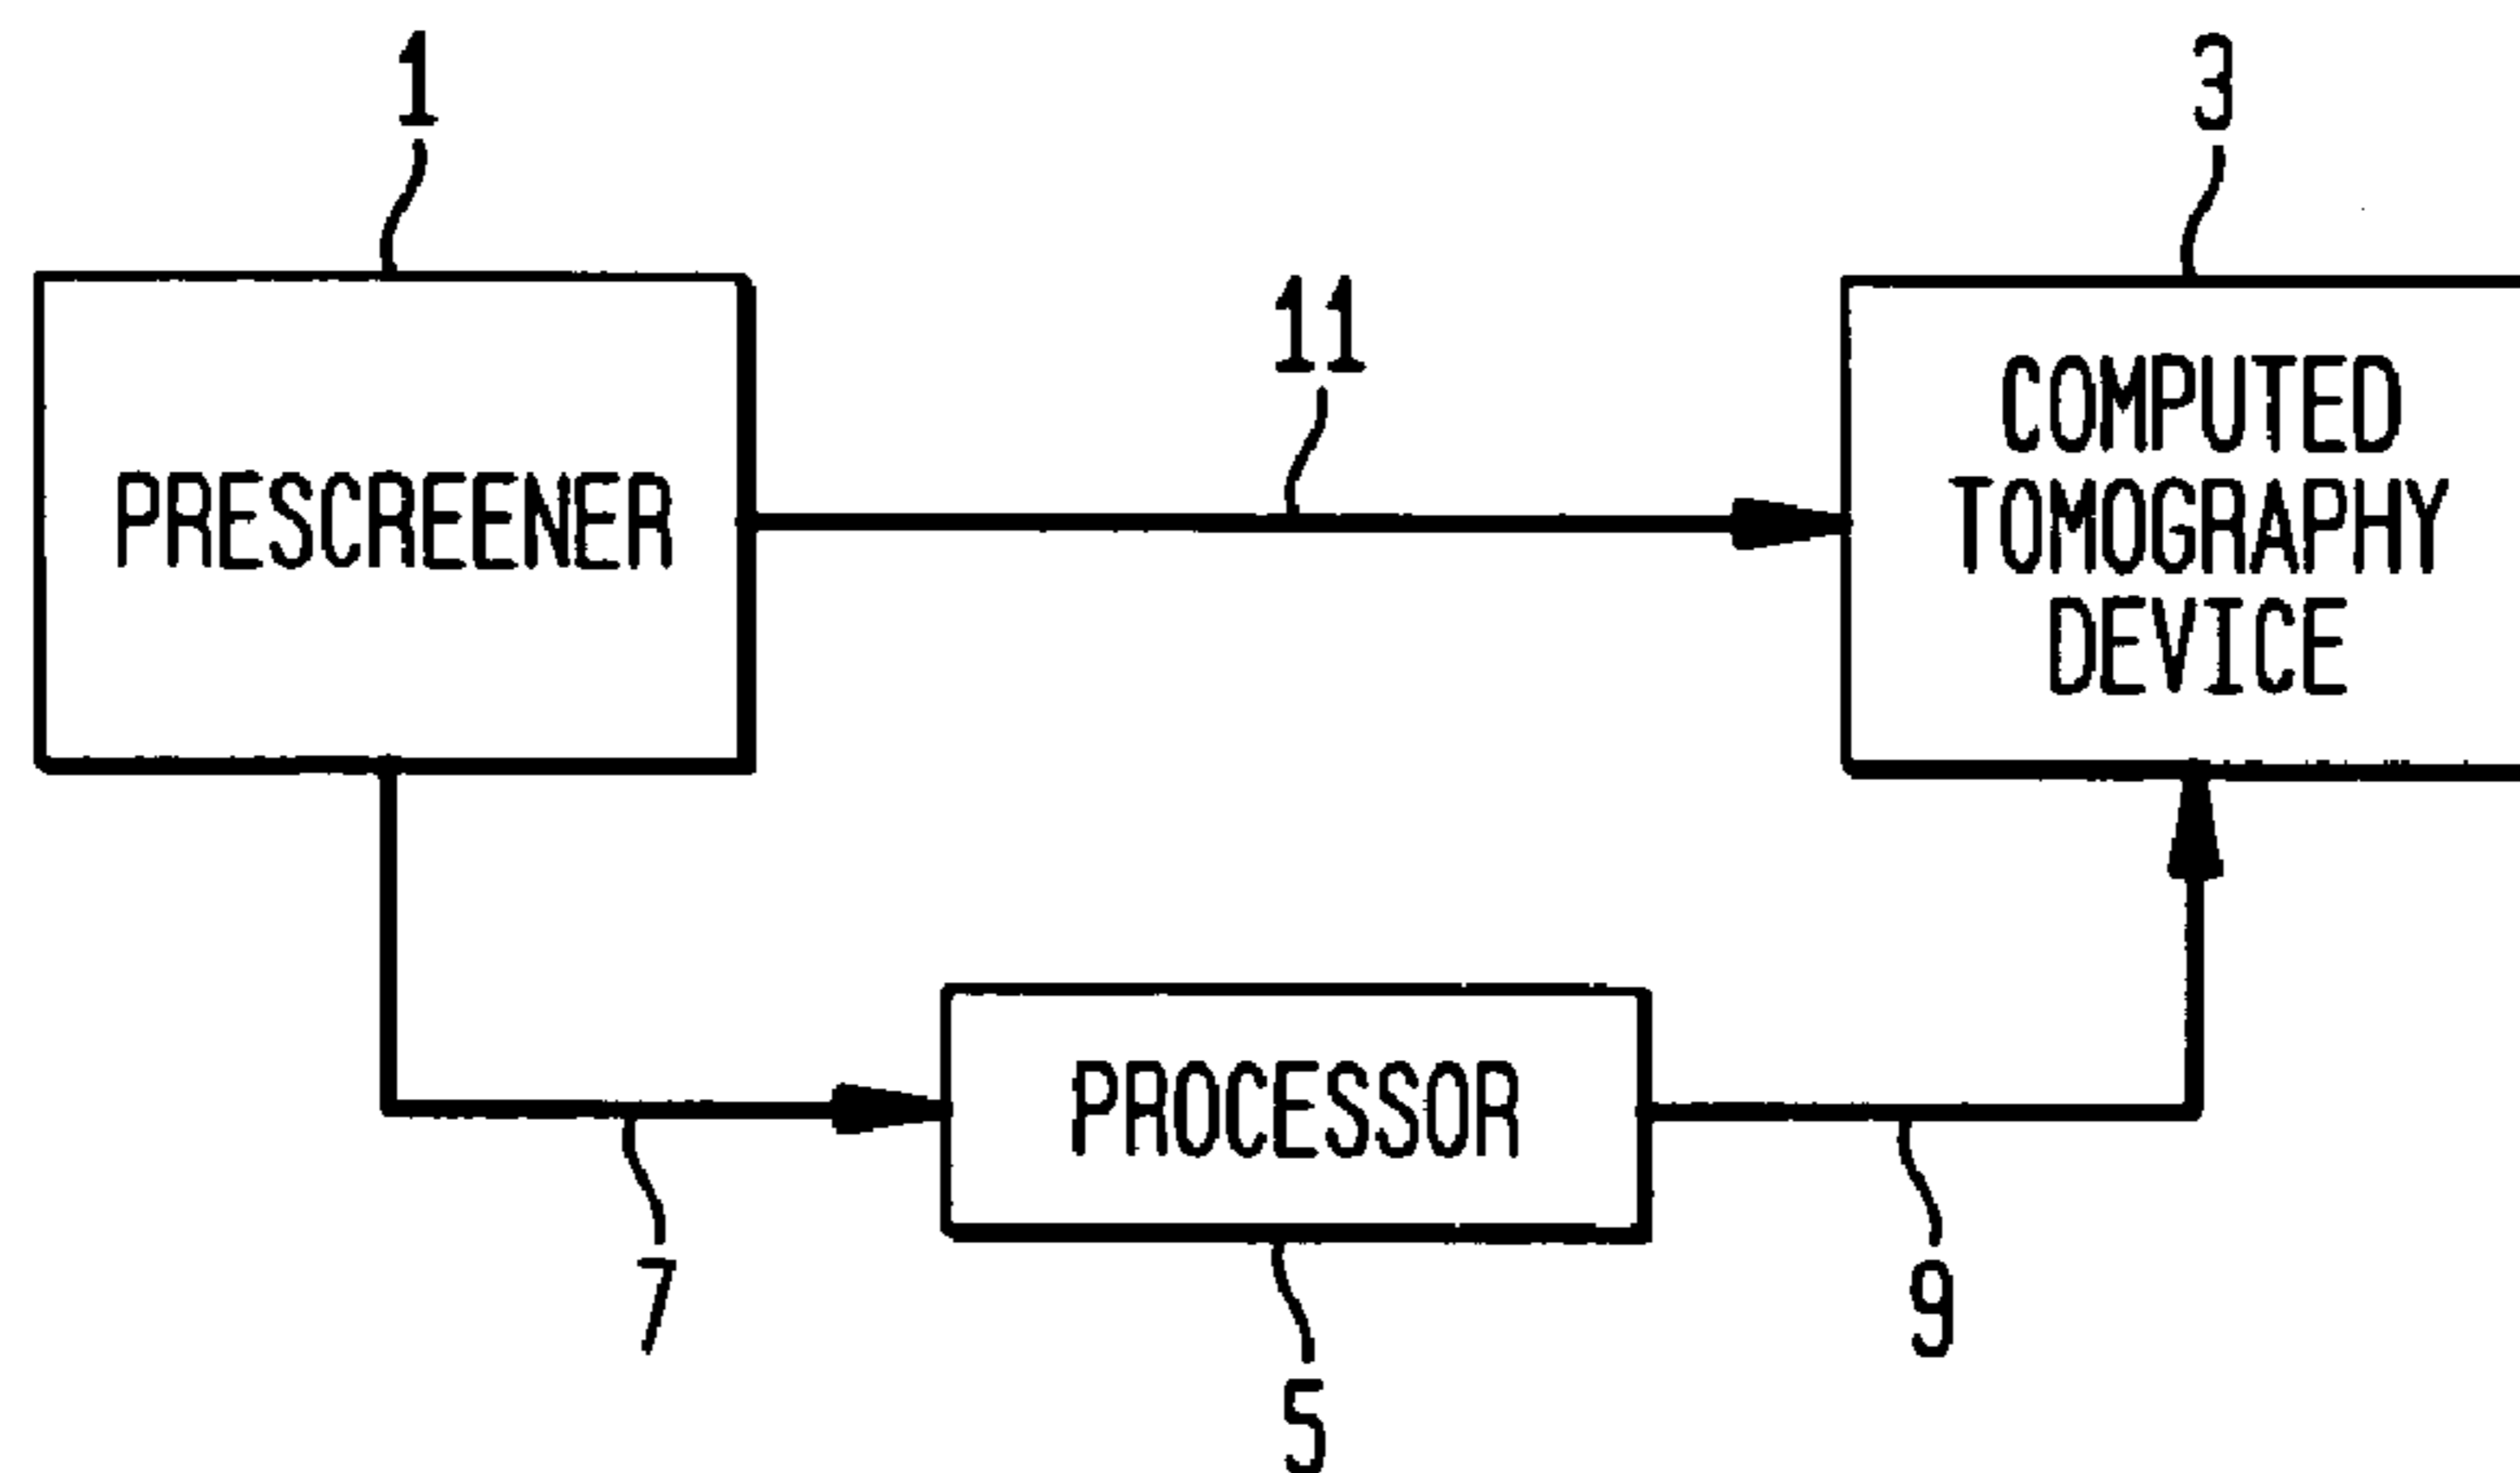 1
3
11
PRESCREENER
COMPUTED
TOMOGRAPHY
DEVICE
PROCESSOR
7
9
5